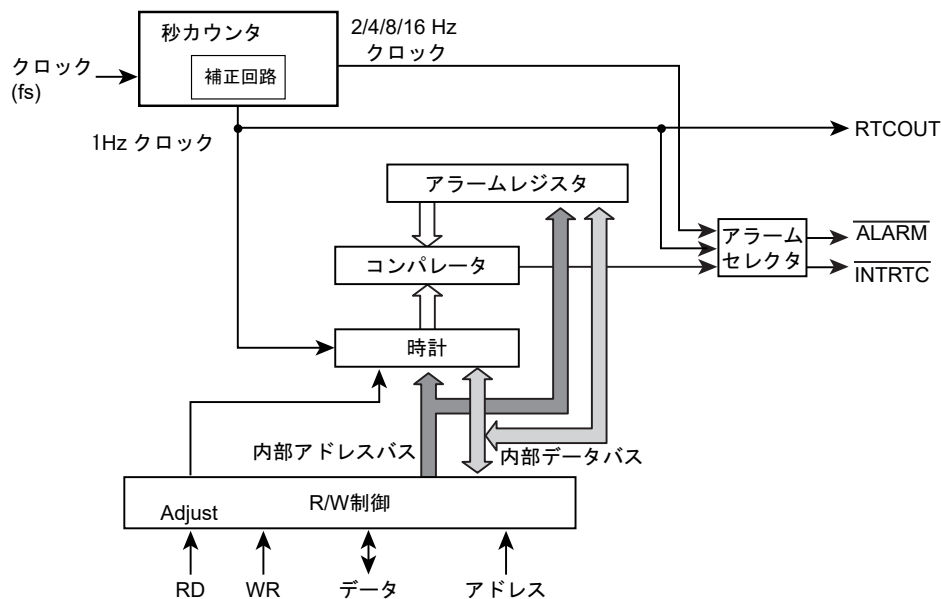 秒カウンタ
補正回路
クロック
(fs)
2/4/8/16 Hz
クロック
1Hz クロック
RTCOUT
アラームレジスタ
コンパレータ
アラーム
セレクタ
ALARM
INTRTC
時計
内部アドレスバス
内部データバス
R/W制御
Adjust
RD
WR
データ
アドレス